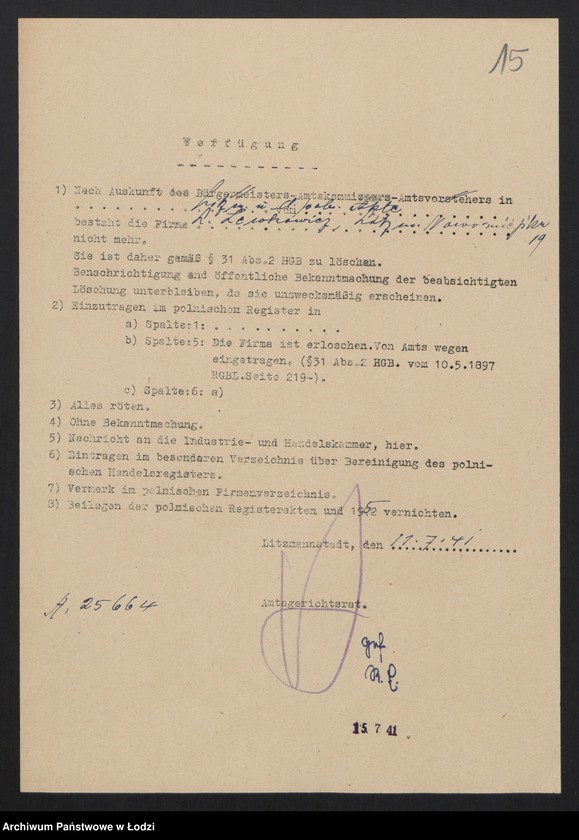 15
Verfügung
1) Nach Auskunft des Bürgermeisters-Amtskommissars-Amtsvorstehers in
von
besteht die Firma
19
nicht mehr.
Sie ist daher gemäß § 31 Abs.2 HGB zu löschen.
Benachrichtigung und öffentliche Bekanntmachung der beabsichtigten
Löschung unterbleiben, da sie unzwecksmäßig erscheinen.
2) Einzutragen im polnischen Register in
a) Spalte:1: . . . . . . . . . .
b) Spalte:5: Die Firma ist erloschen.Von Amts wegen
eingetragen. (§31 Abs.2 HGB. vom 10.5.1897
RGBL.Seite 219-).
c) Spalte:6: a)
3) Alles röten.
4) Ohne Bekanntmachung.
5) Nachricht an die Industrie- und Handelskammer, hier.
6) Eintragen im besonderen Verzeichnis über Bereinigung des polni-
schen Handelsregisters.
7) Vermerk im polnischen Firmenverzeichnis.
8) Beilegen der polnischen Registerakten und 1952 vernichten.
Litzmannstadt, den 11.7.41
A. 25664
Amtsgerichtsrat.
15 7 41
Archiwum Państwowe w Łodzi